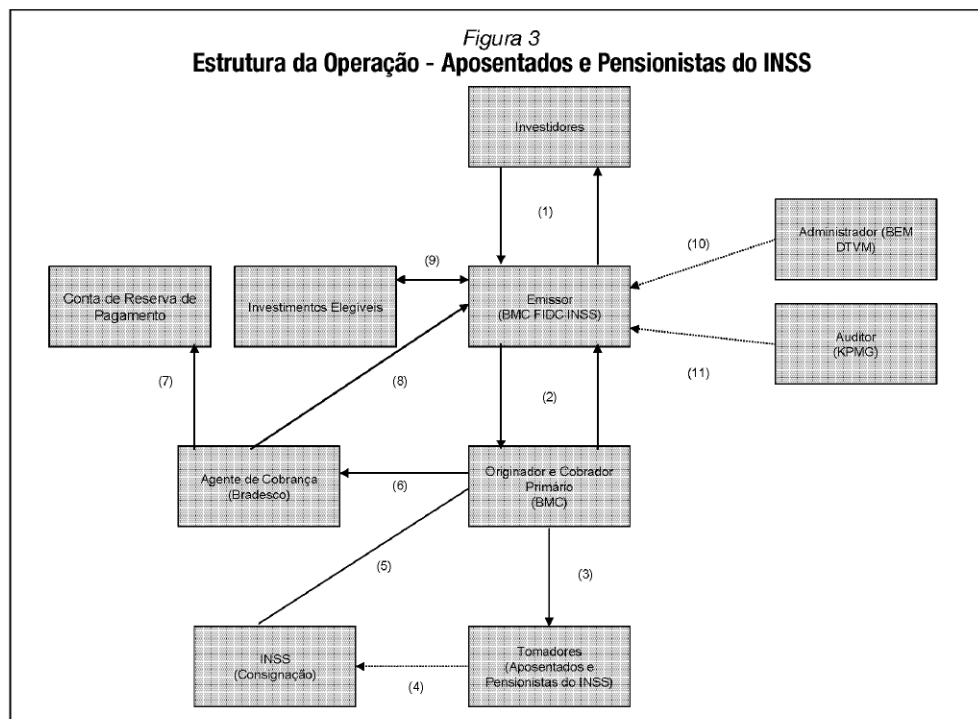 Figura 3
Estrutura da Operação - Aposentados e Pensionistas do INSS
Investidores
(1)
(10)
Administrador (BEM
DTVM)
(9)
Conta de Reserva de
Pagamento
Investimentos Elegíveis
Emissor
(BMC FIDC INSS)
Auditor
(KPMG)
(7)
(8)
(11)
(2)
Agente de Cobrança
(Bradesco)
(6)
Originador e Cobrador
Primário
(BMC)
(5)
(3)
INSS
(Consignação)
(4)
Tomadores
(Aposentados e
Pensionistas do INSS)